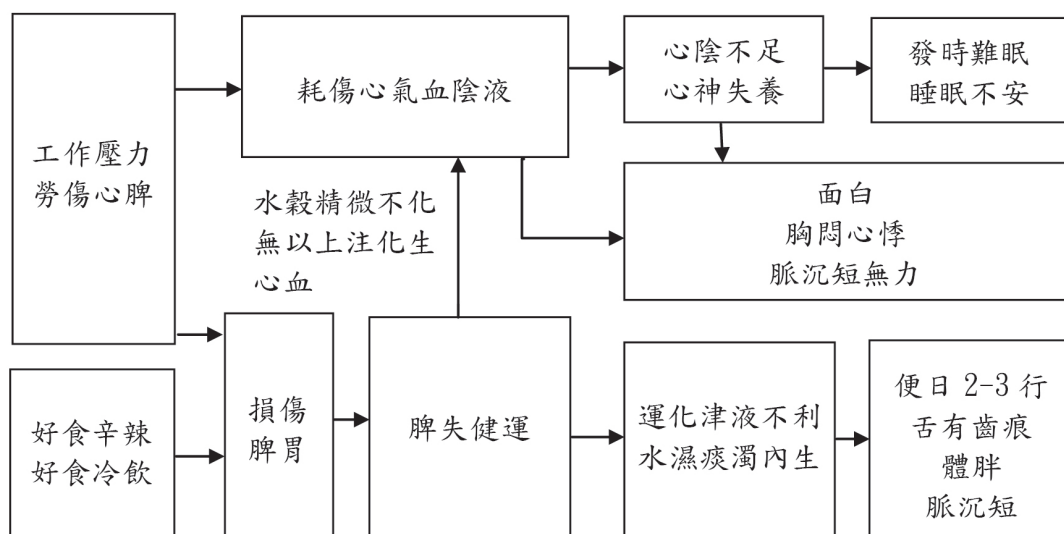 工作壓力
勞傷心脾
耗傷心氣血陰液
心陰不足
心神失養
發時難眠
睡眠不安
水穀精微不化
無以上注化生
心血
面白
胸悶心悸
脈沉短無力
好食辛辣
好食冷飲
損傷
脾胃
脾失健運
運化津液不利
水濕痰濁內生
便日 2-3 行
舌有齒痕
體胖
脈沉短